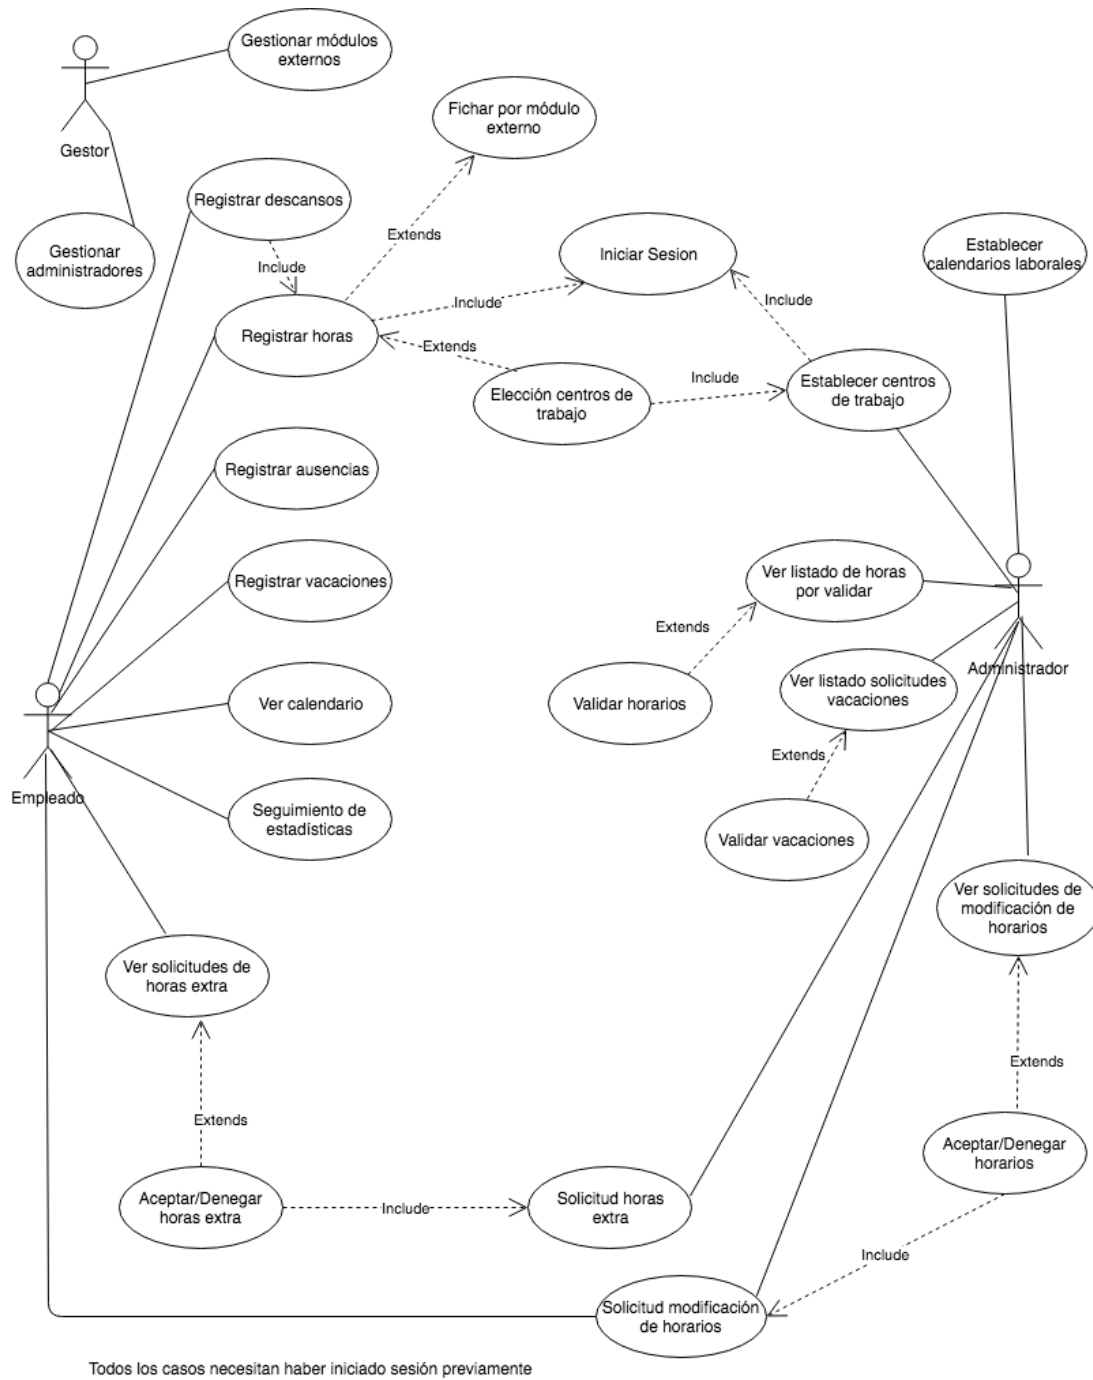 Gestionar módulos
externos
Gestor
Fichar por módulo
externo
Registrar descansos
Gestionar
administradores
Extends
Include
Iniciar Sesion
Establecer
calendarios laborales
Include
Include
Registrar horas
Extends
Include
Elección centros de
trabajo
Establecer centros
de trabajo
Registrar ausencias
Registrar vacaciones
Ver listado de horas
por validar
Extends
Administrador
Ver calendario
Validar horarios
Ver listado solicitudes
vacaciones
Extends
Empleado
Seguimiento de
estadísticas
Validar vacaciones
Ver solicitudes de
modificación de
horarios
Ver solicitudes de
horas extra
Extends
Extends
Aceptar/Denegar
horarios
Aceptar/Denegar
horas extra
Include
Solicitud horas
extra
Include
Solicitud modificación
de horarios
Todos los casos necesitan haber iniciado sesión previamente